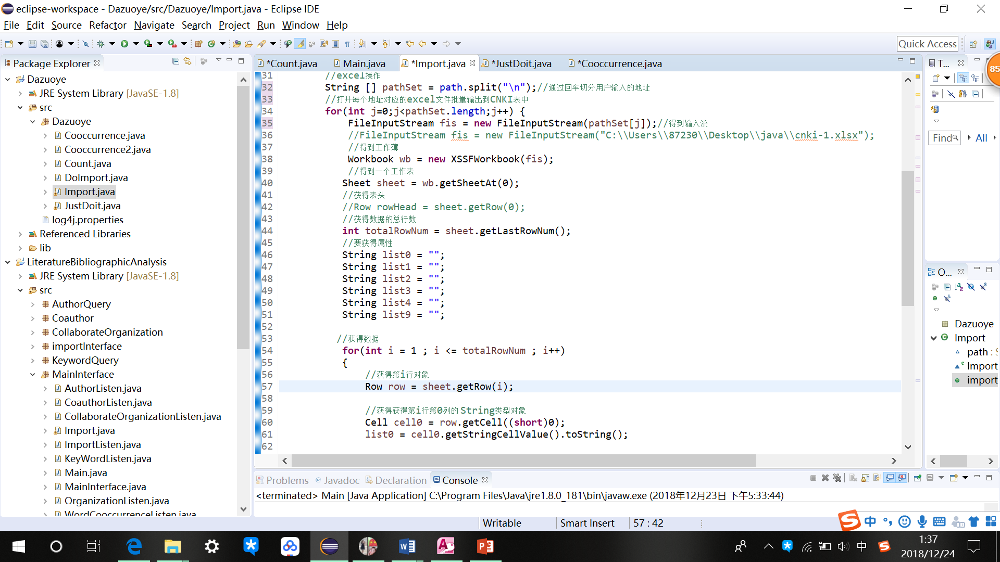 eclipse-workspace - Dazuoye/src/Dazuoye/Import.java - Eclipse IDE
File Edit Source Refactor Navigate Search Project Run Window Help
Quick Access
Package Explorer
Dazuoye
JRE System Library [JavaSE-1.8]
src
Dazuoye
Cooccurrence.java
Cooccurrence2.java
Count.java
DoImport.java
Import.java
JustDoit.java
log4j.properties
Referenced Libraries
lib
LiteratureBibliographicAnalysis
JRE System Library [JavaSE-1.8]
src
AuthorQuery
Coauthor
CollaborateOrganization
importInterface
KeywordQuery
MainInterface
AuthorListen.java
CoauthorListen.java
CollaborateOrganizationListen.java
Import.java
ImportListen.java
KeyWordListen.java
Main.java
MainInterface.java
OrganizationListen.java
WordCooccurrenceListen.java
*Count.java Main.java *Import.java *JustDoit.java *Cooccurrence.java
31 //excel操作
32 String [] pathSet = path.split("\n");//通过回车切分用户输入的地址
33 //打开每个地址对应的excel文件批量输出到CNKI表中
34 for(int j=0;j<pathSet.length;j++) {
35 FileInputStream fis = new FileInputStream(pathSet[j]);//得到输入流
36 //FileInputStream fis = new FileInputStream("C:\\Users\\87230\\Desktop\\java\\cnki-1.xlsx");
37 //得到工作薄
38 Workbook wb = new XSSFWorkbook(fis);
39 //得到一个工作表
40 Sheet sheet = wb.getSheetAt(0);
41 //获得表头
42 //Row rowHead = sheet.getRow(0);
43 //获得数据的总行数
44 int totalRowNum = sheet.getLastRowNum();
45 //要获得属性
46 String list0 = "";
47 String list1 = "";
48 String list2 = "";
49 String list3 = "";
50 String list4 = "";
51 String list9 = "";
52
53 //获得数据
54 for(int i = 1 ; i <= totalRowNum ; i++)
55 {
56 //获得第i行对象
57 Row row = sheet.getRow(i);
58
59 //获得获得第i行第0列的 String类型对象
60 Cell cell0 = row.getCell((short)0);
61 list0 = cell0.getStringCellValue().toString();
62
T...
85
Find All
O...
Dazuoye
Import
path : S
Import
import
Problems Javadoc Declaration Console
<terminated> Main [Java Application] C:\Program Files\Java\jre1.8.0_181\bin\javaw.exe (2018年12月23日 下午5:33:44)
Writable Smart Insert 57 : 42
中
中
1:37
2018/12/24